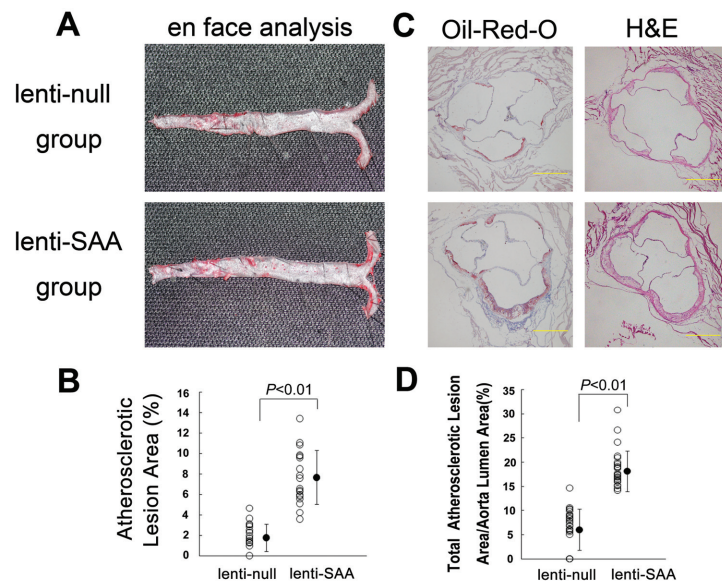 A
en face analysis
C
Oil-Red-O
H&E
lenti-null
group
lenti-SAA
group
B
P<0.01
Atherosclerotic
Lesion Area (%)
16
14
12
10
8
6
4
2
0
lenti-null
lenti-SAA
D
P<0.01
Total Atherosclerotic Lesion
Area/Aorta Lumen Area(%)
35
30
25
20
15
10
5
0
lenti-null
lenti-SAA